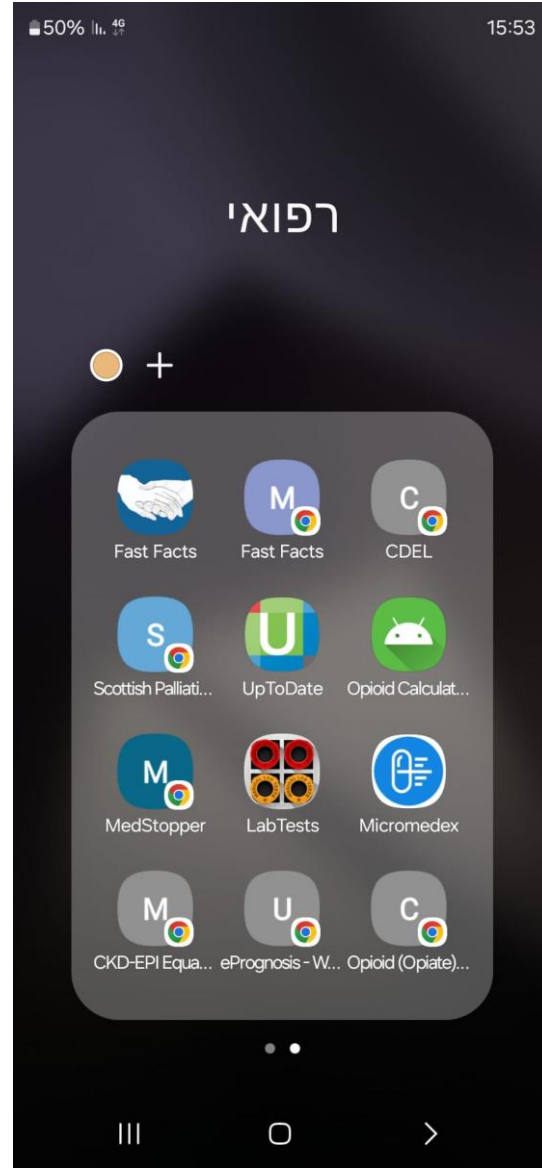 50% 4G 15:53
רפואי
M C
Fast Facts Fast Facts CDEL
S U
Scottish Palliati... UpToDate Opioid Calculat...
M
MedStopper LabTests Micromedex
M U C
CKD-EPI Equa... ePrognosis - W... Opioid (Opiate)...